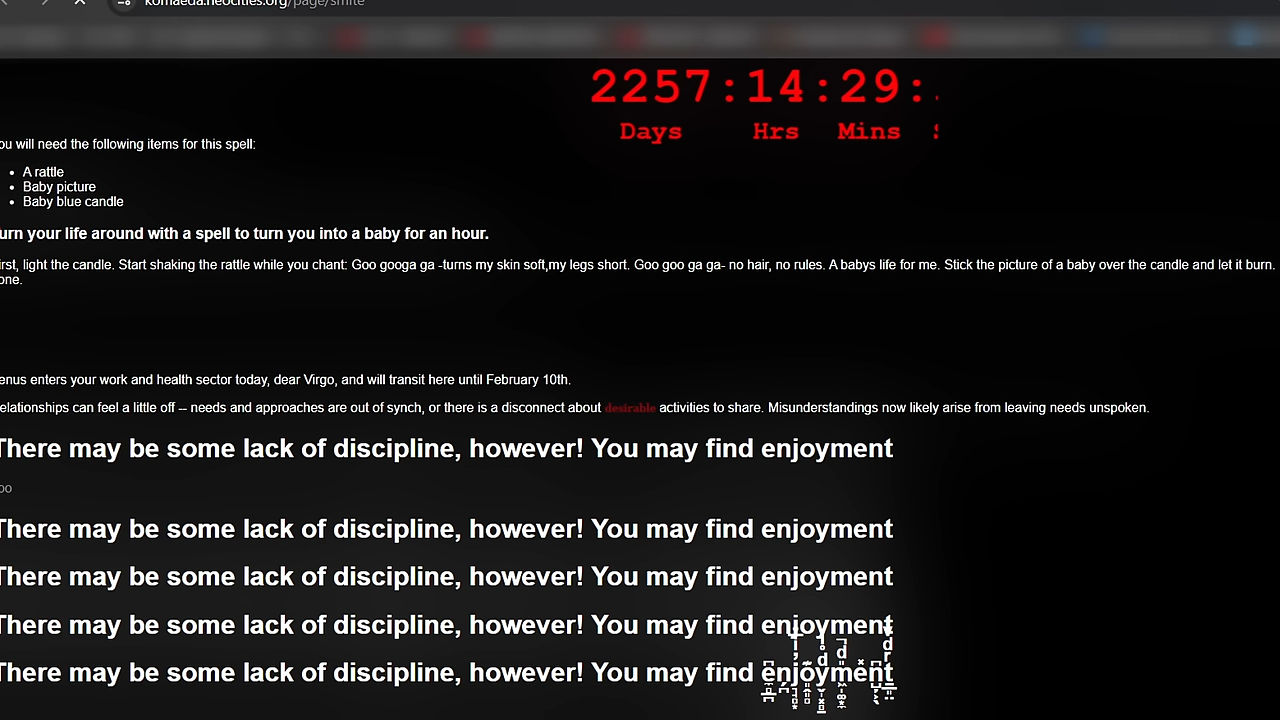 komaeda.neocities.org/page/smite
2257:14:29:
Days Hrs Mins
ou will need the following items for this spell:
• A rattle
• Baby picture
• Baby blue candle
urn your life around with a spell to turn you into a baby for an hour.
irst, light the candle. Start shaking the rattle while you chant: Goo googa ga -turns my skin soft,my legs short. Goo goo ga ga- no hair, no rules. A babys life for me. Stick the picture of a baby over the candle and let it burn.
one.
enus enters your work and health sector today, dear Virgo, and will transit here until February 10th.
elationships can feel a little off -- needs and approaches are out of synch, or there is a disconnect about desirable activities to share. Misunderstandings now likely arise from leaving needs unspoken.
There may be some lack of discipline, however! You may find enjoyment
oo
There may be some lack of discipline, however! You may find enjoyment
There may be some lack of discipline, however! You may find enjoyment
There may be some lack of discipline, however! You may find enjoyment
There may be some lack of discipline, however! You may find enjoyment